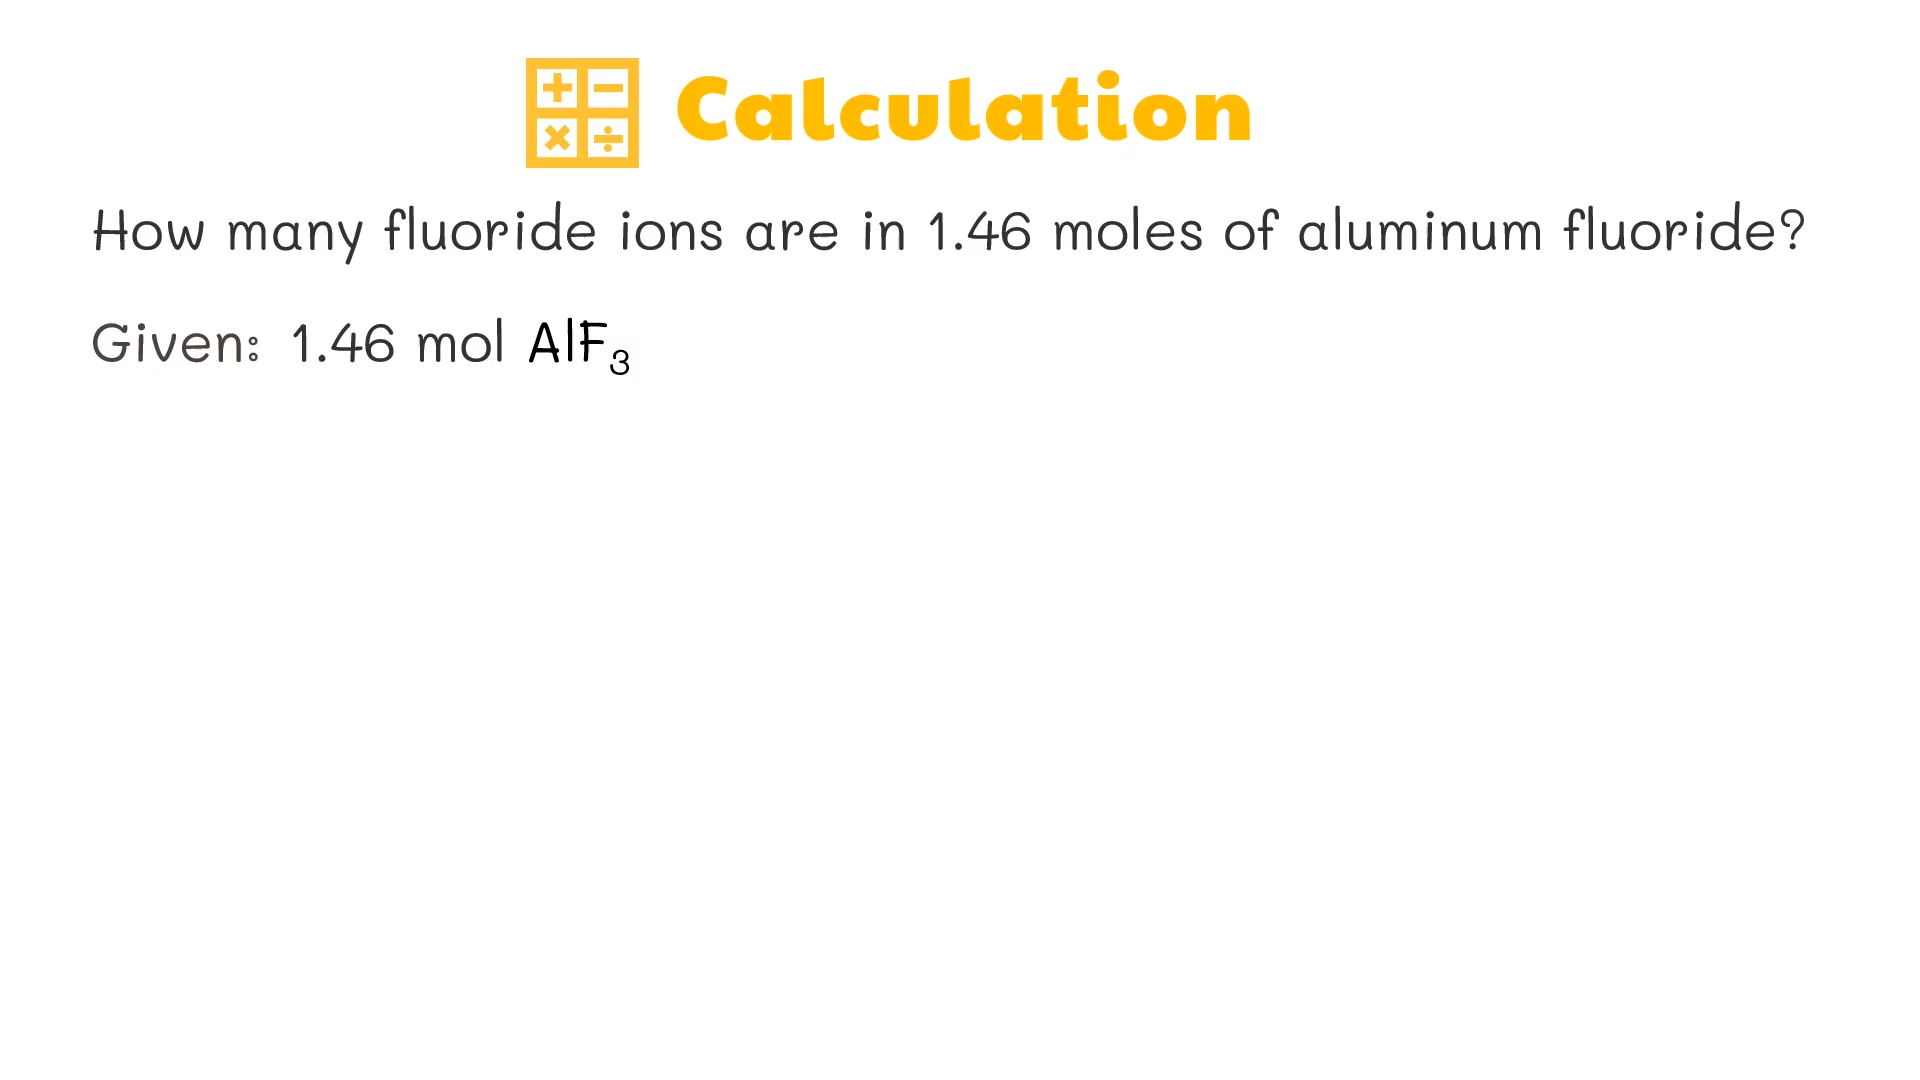 Calculation
How many fluoride ions are in 1.46 moles of aluminum fluoride?
Given: 1.46 mol AlF₃